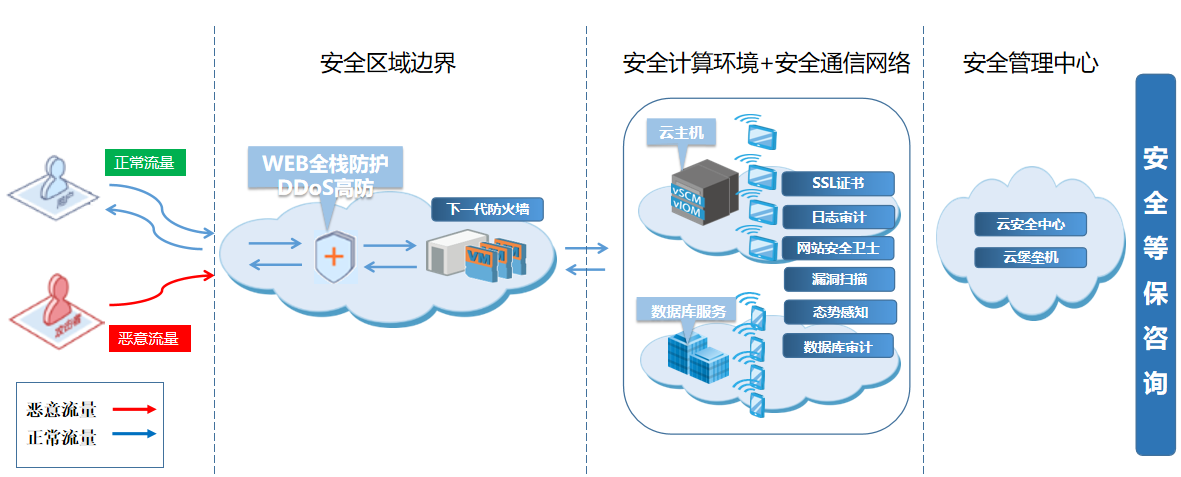 安全区域边界
安全计算环境+安全通信网络
安全管理中心
正常流量
用户
攻击者
恶意流量
恶意流量
正常流量
WEB全栈防护
DDoS高防
下一代防火墙
VM
云主机
vSCM
vIOM
SSL证书
日志审计
网站安全卫士
漏洞扫描
态势感知
数据库审计
数据库服务
云安全中心
云堡垒机
安全等保咨询